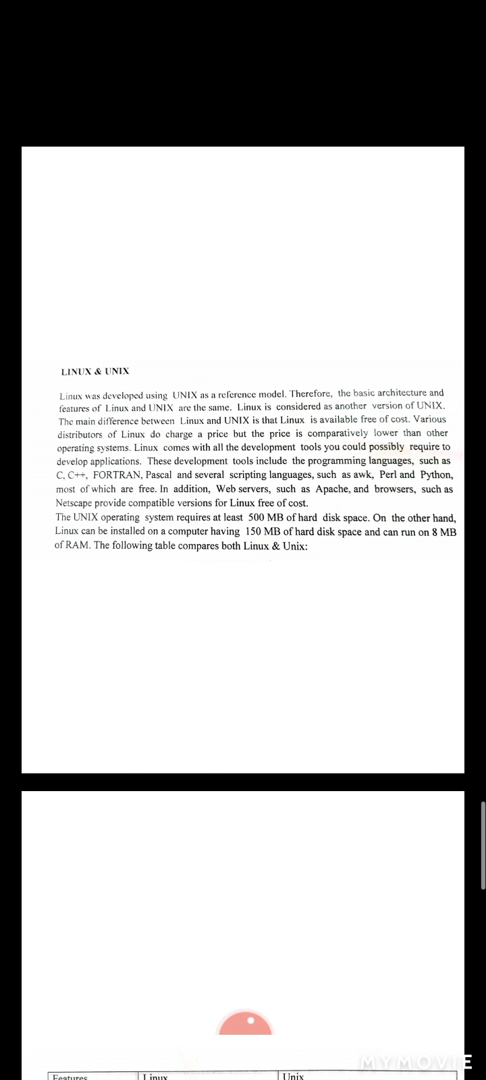 LINUX & UNIX
Linux was developed using UNIX as a reference model. Therefore, the basic architecture and
features of Linux and UNIX are the same. Linux is considered as another version of UNIX.
The main difference between Linux and UNIX is that Linux is available free of cost. Various
distributors of Linux do charge a price but the price is comparatively lower than other
operating systems. Linux comes with all the development tools you could possibly require to
develop applications. These development tools include the programming languages, such as
C, C++, FORTRAN, Pascal and several scripting languages, such as awk, Perl and Python,
most of which are free. In addition, Web servers, such as Apache, and browsers, such as
Netscape provide compatible versions for Linux free of cost.
The UNIX operating system requires at least 500 MB of hard disk space. On the other hand,
Linux can be installed on a computer having 150 MB of hard disk space and can run on 8 MB
of RAM. The following table compares both Linux & Unix:
MYMOVIE
Features Linux Unix